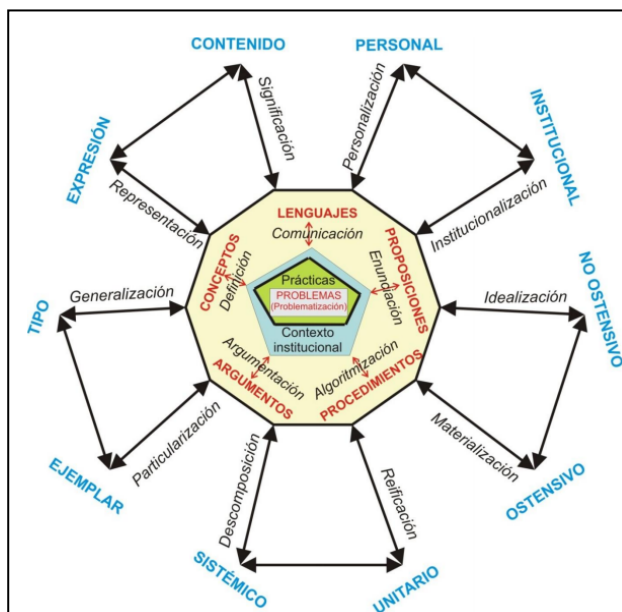 CONTENIDO
PERSONAL
EXPRESIÓN
Significación
Personalización
INSTITUCIONAL
Representación
Institucionalización
LENGUAJES
Comunicación
CONCEPTOS
Definición
Enunciación
PROPOSICIONES
Prácticas
PROBLEMAS
(Problematización)
Contexto
institucional
TIPO
Generalización
Idealización
NO OSTENSIVO
Argumentación
ARGUMENTOS
Algoritmización
PROCEDIMIENTOS
EJEMPLAR
Particularización
Materialización
OSTENSIVO
Descomposición
Reificación
SISTÉMICO
UNITARIO